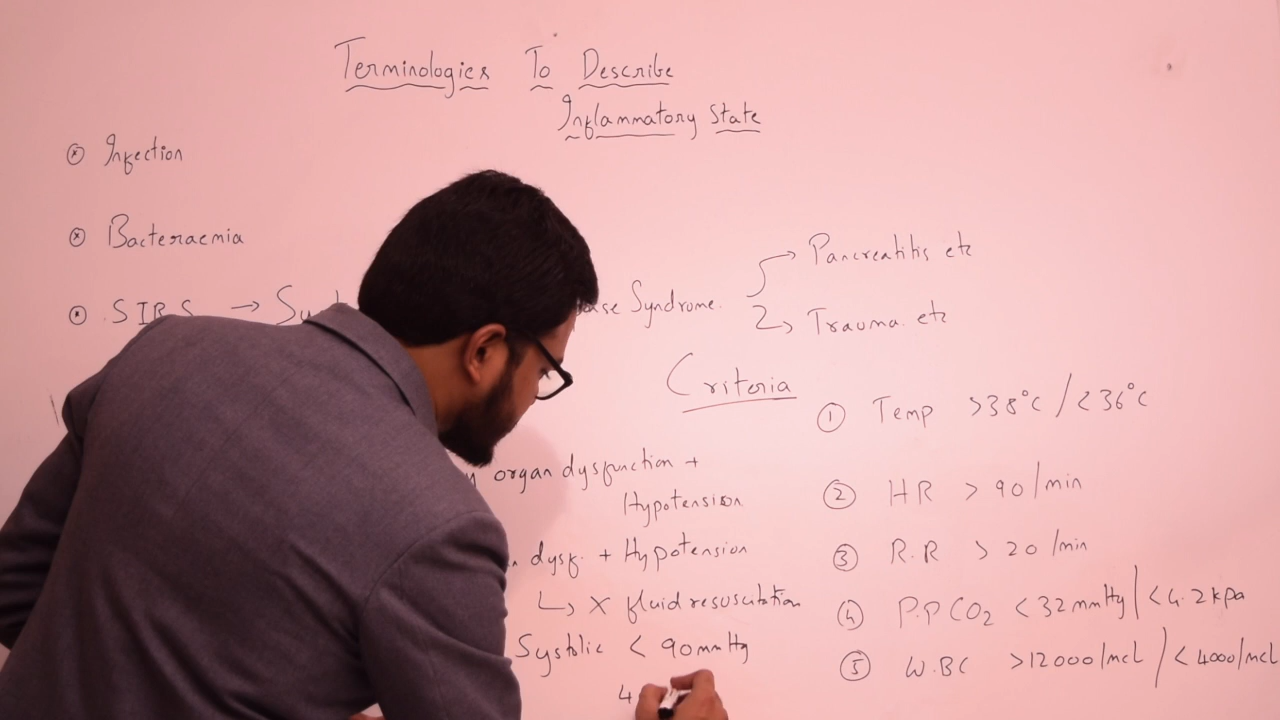 Terminologies To Describe
Inflammatory State
Infection
Bacteraemia
SIRS → Syndrome
→ Pancreatitis etc
→ Trauma. etc
Criteria
① Temp >38°C / <36°C
② HR > 90/min
③ R.R > 20/min
④ P.PCO2 <32mmHg | <4.2kpa
⑤ W.BC >12000/mcl / < 4000/mcl
organ dysfunction +
Hypotension
dysf. + Hypotension
↳ X fluid resuscitation
Systolic < 90mmHg
4